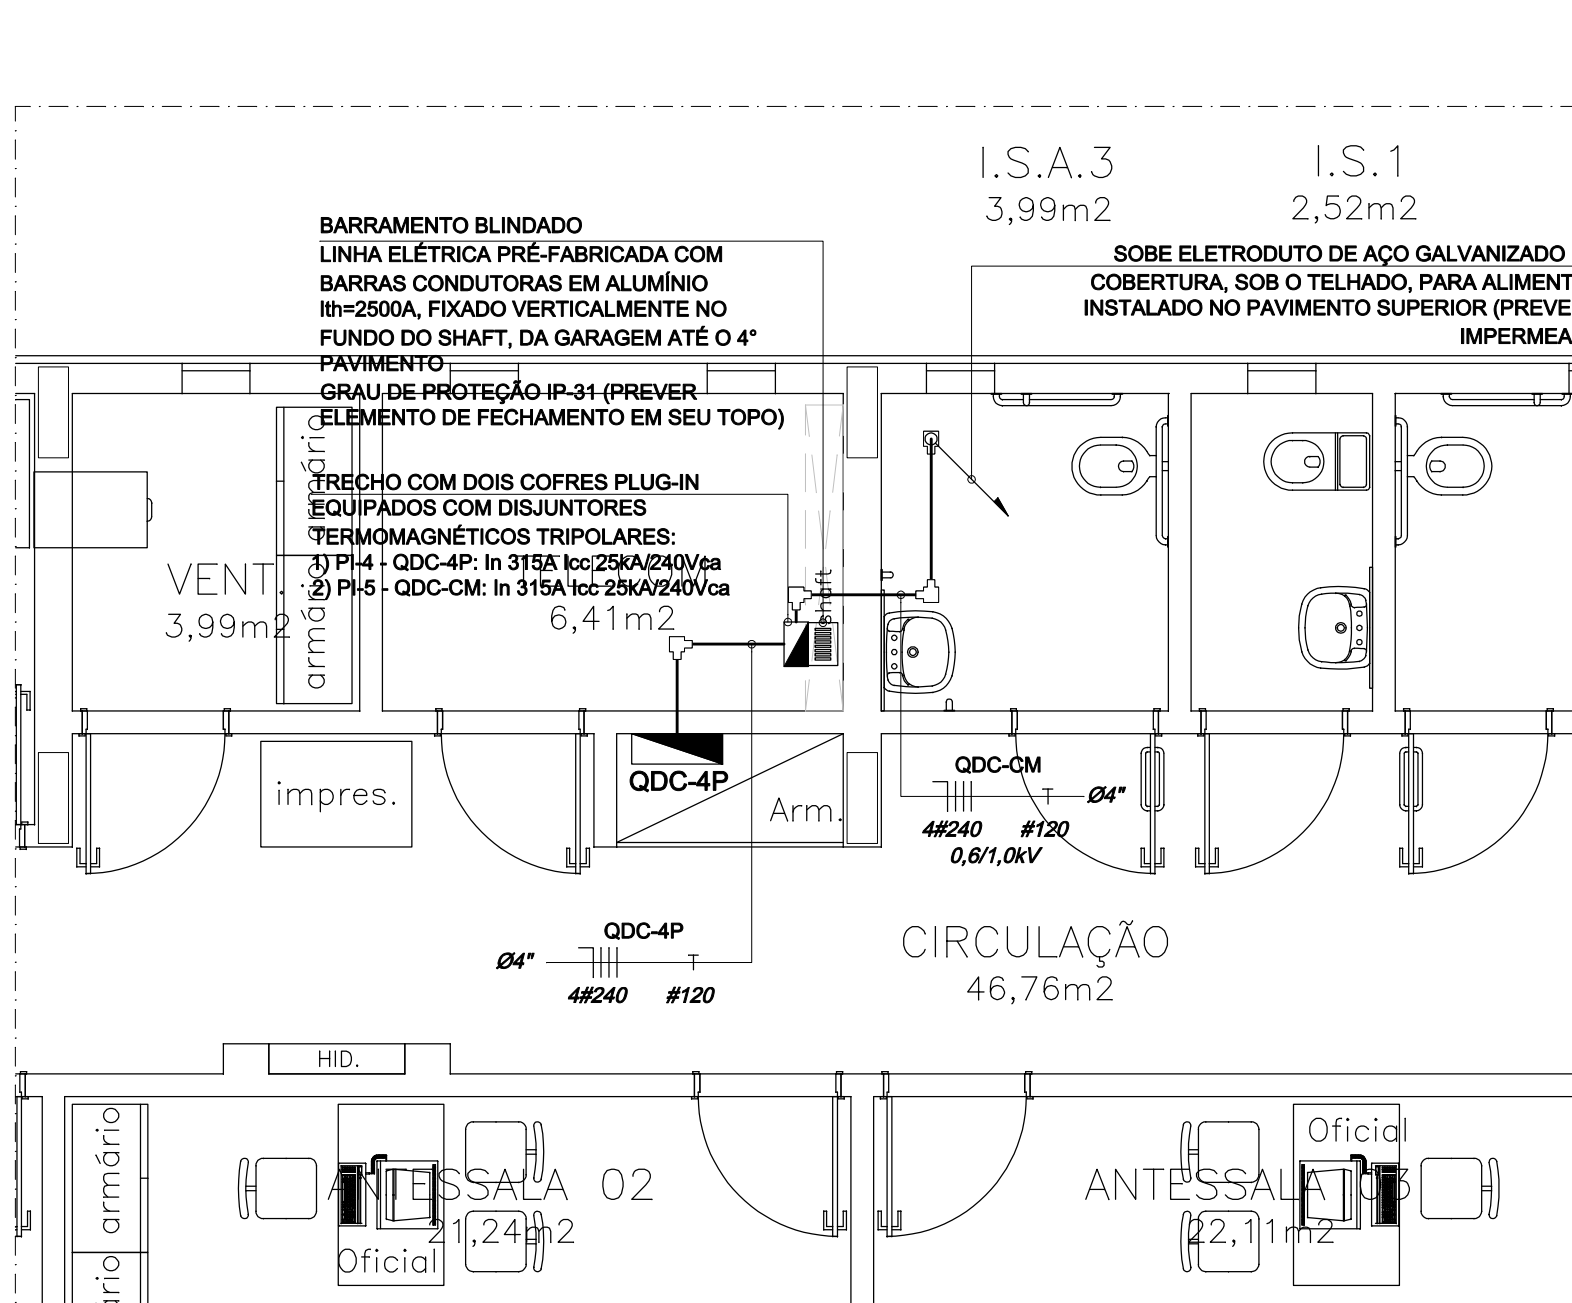 I.S.A.3
3,99m2
I.S.1
2,52m2
BARRAMENTO BLINDADO
LINHA ELÉTRICA PRÉ-FABRICADA COM
BARRAS CONDUTORAS EM ALUMÍNIO
Ith=2500A, FIXADO VERTICALMENTE NO
FUNDO DO SHAFT, DA GARAGEM ATÉ O 4°
PAVIMENTO
GRAU DE PROTEÇÃO IP-31 (PREVER
ELEMENTO DE FECHAMENTO EM SEU TOPO)
SOBE ELETRODUTO DE AÇO GALVANIZADO
COBERTURA, SOB O TELHADO, PARA ALIMENT
INSTALADO NO PAVIMENTO SUPERIOR (PREVE
IMPERMEA
TRECHO COM DOIS COFRES PLUG-IN
EQUIPADOS COM DISJUNTORES
TERMOMAGNÉTICOS TRIPOLARES:
1) PI-4 - QDC-4P: In 315A Icc 25kA/240Vca
2) PI-5 - QDC-CM: In 315A Icc 25kA/240Vca
armário
armário
armário
VENT.
3,99m2
TELECOM
6,41m2
shaft
impres.
QDC-4P
Arm.
QDC-CM
Ø4"
4#240 #120
0,6/1,0kV
QDC-4P
Ø4"
4#240 #120
CIRCULAÇÃO
46,76m2
HID.
armário
ário
ANTESSALA 02
21,24m2
Oficial
Oficial
ANTESSALA 03
22,11m2